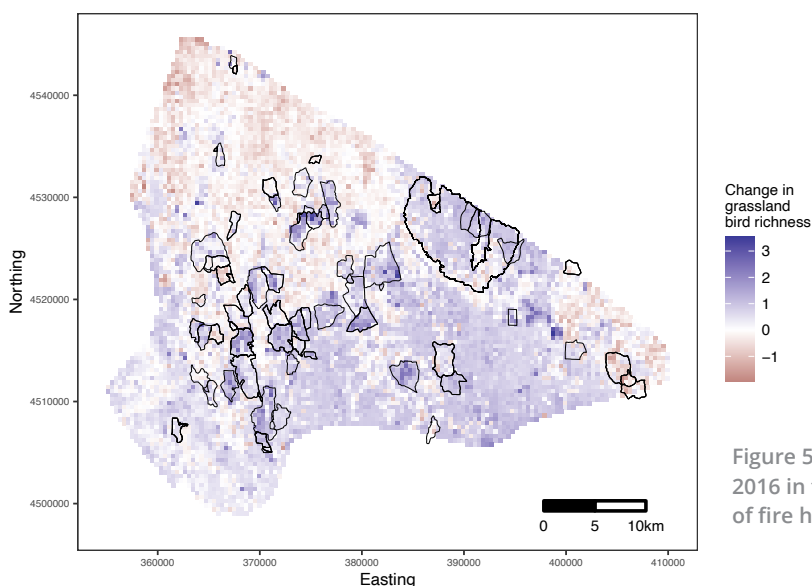 4540000
4530000
4520000
4510000
4500000
Northing
360000 370000 380000 390000 400000 410000
Easting
0 5 10km
Change in
grassland
bird richness
3
2
1
0
−1
Figure 5
2016 in
of fire h